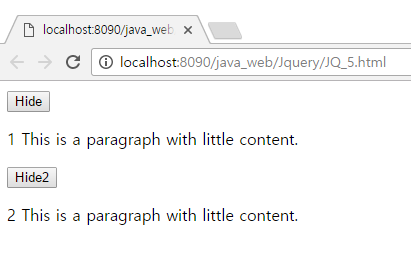 localhost:8090/java_web
localhost:8090/java_web/Jquery/JQ_5.html
Hide
1 This is a paragraph with little content.
Hide2
2 This is a paragraph with little content.